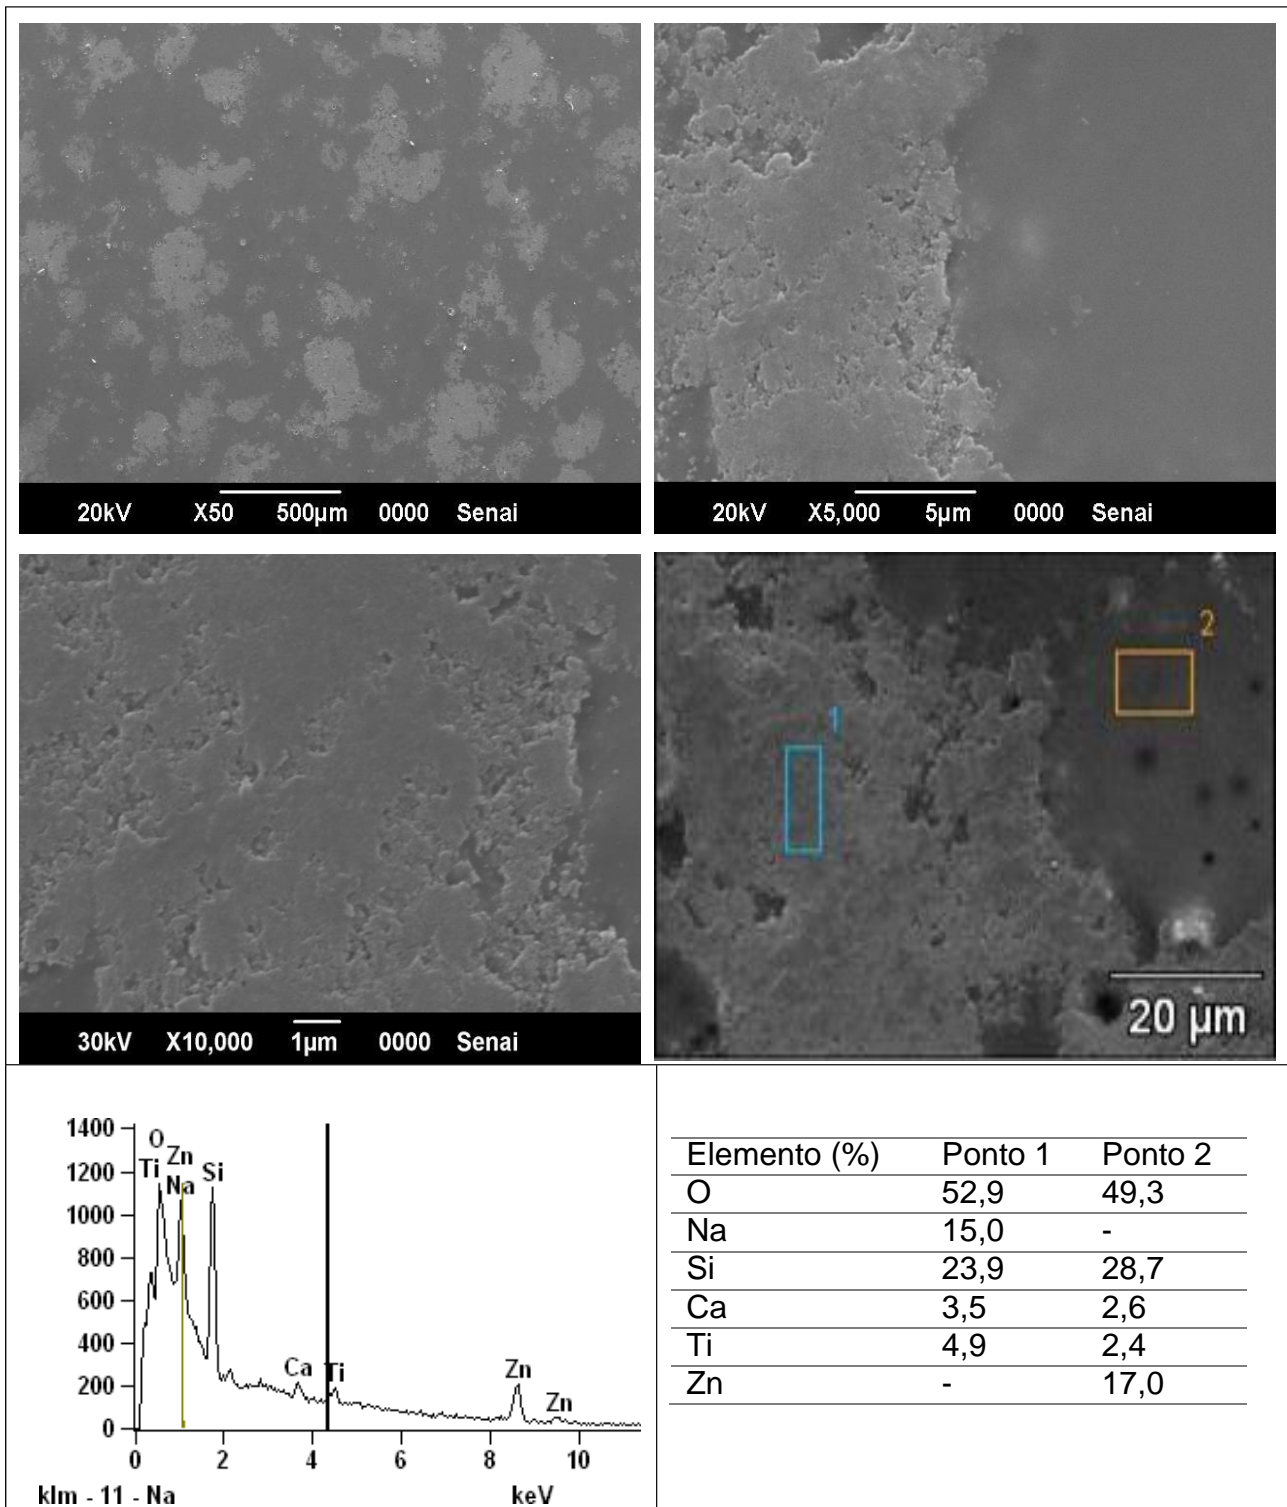 20kV X50 500µm 0000 Senai
20kV X5,000 5µm 0000 Senai
30kV X10,000 1µm 0000 Senai
1
2
20 µm
1400
1200
1000
800
600
400
200
0
O
Ti
Zn
Na
Si
Ca
Ti
Zn
Zn
0 2 4 6 8 10
klm - 11 - Na keV
Elemento (%) Ponto 1 Ponto 2
O 52,9 49,3
Na 15,0 -
Si 23,9 28,7
Ca 3,5 2,6
Ti 4,9 2,4
Zn - 17,0